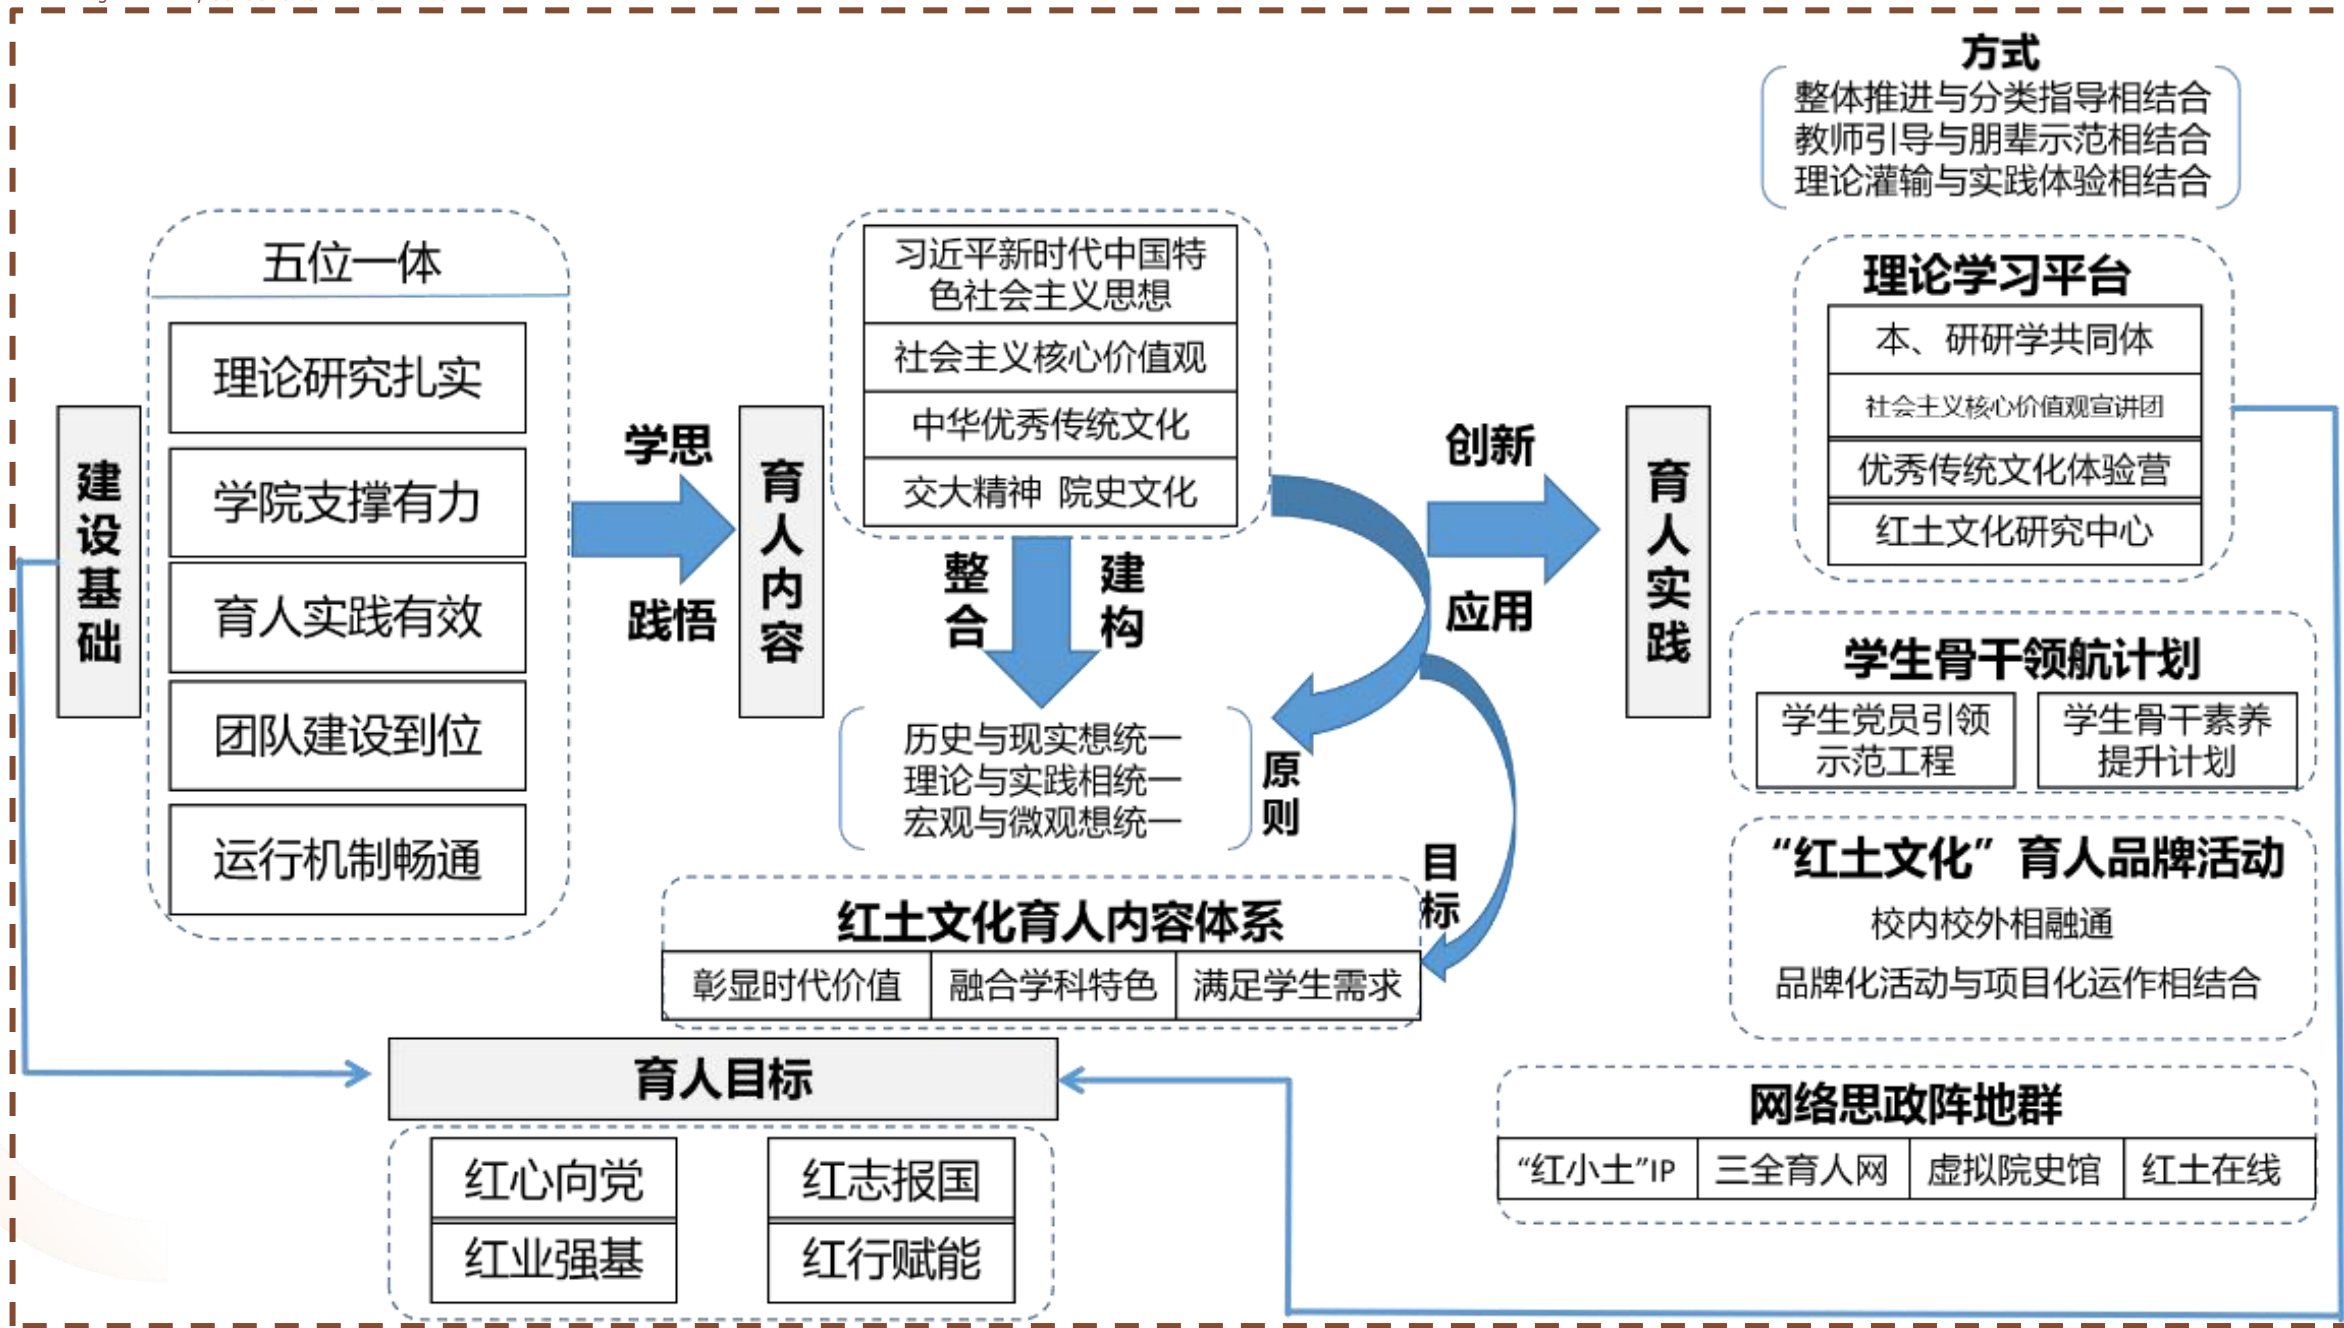 方式
整体推进与分类指导相结合
教师引导与朋辈示范相结合
理论灌输与实践体验相结合
建设基础
五位一体
理论研究扎实
学院支撑有力
育人实践有效
团队建设到位
运行机制畅通
学思
践悟
育人内容
习近平新时代中国特
色社会主义思想
社会主义核心价值观
中华优秀传统文化
交大精神 院史文化
整合
建构
历史与现实想统一
理论与实践相统一
宏观与微观想统一
原则
目标
红土文化育人内容体系
彰显时代价值
融合学科特色
满足学生需求
创新
应用
育人实践
理论学习平台
本、研研学共同体
社会主义核心价值观宣讲团
优秀传统文化体验营
红土文化研究中心
学生骨干领航计划
学生党员引领
示范工程
学生骨干素养
提升计划
“红土文化”育人品牌活动
校内校外相融通
品牌化活动与项目化运作相结合
网络思政阵地群
“红小土”IP
三全育人网
虚拟院史馆
红土在线
育人目标
红心向党
红志报国
红业强基
红行赋能